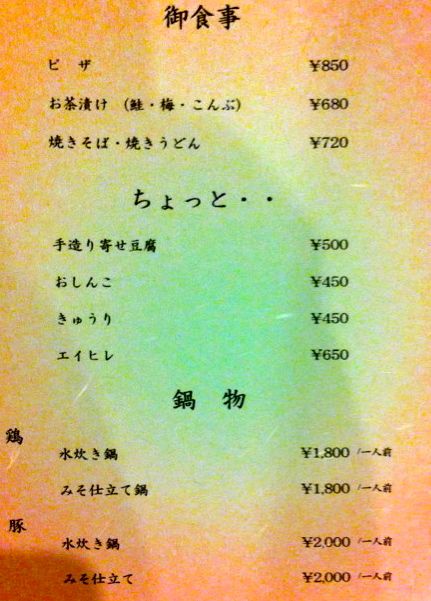 御食事
ピ　ザ ¥850
お茶漬け （鮭・梅・こんぶ） ¥680
焼きそば・焼きうどん ¥720
ちょっと・・
手造り寄せ豆腐 ¥500
おしんこ ¥450
きゅうり ¥450
エイヒレ ¥650
鍋　物
鶏
水炊き鍋 ¥1,800 /一人前
みそ仕立て鍋 ¥1,800 /一人前
豚
水炊き鍋 ¥2,000 /一人前
みそ仕立て ¥2,000 /一人前